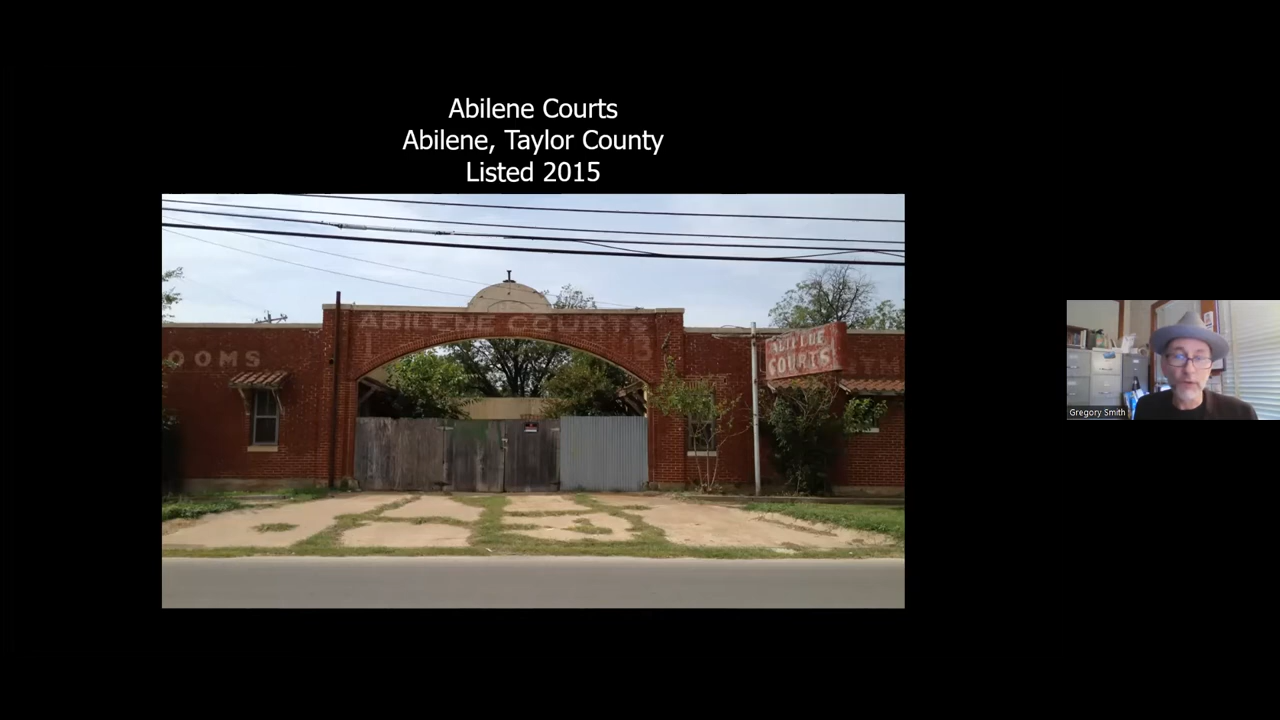 Abilene Courts
Abilene, Taylor County
Listed 2015
ABILENE COURTS
OOMS
COURTS
Gregory Smith